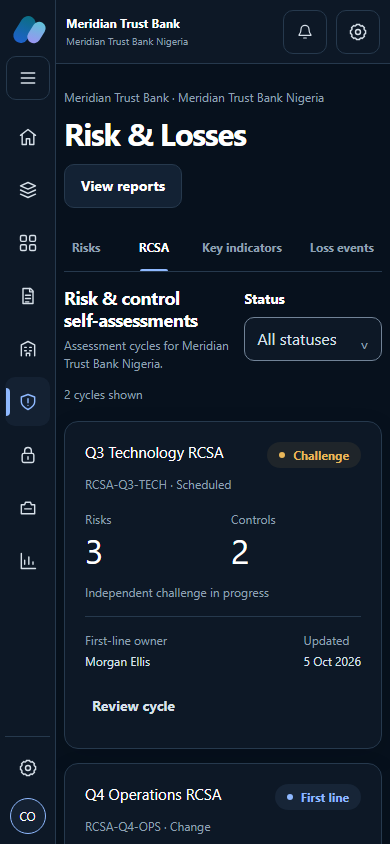 Meridian Trust Bank
Meridian Trust Bank Nigeria
Meridian Trust Bank · Meridian Trust Bank Nigeria
Risk & Losses
View reports
Risks
RCSA
Key indicators
Loss events
Risk & control
self-assessments
Assessment cycles for Meridian
Trust Bank Nigeria.
2 cycles shown
Status
All statuses
Q3 Technology RCSA
Challenge
RCSA-Q3-TECH · Scheduled
Risks
Controls
3
2
Independent challenge in progress
First-line owner
Updated
Morgan Ellis
5 Oct 2026
Review cycle
Q4 Operations RCSA
First line
RCSA-Q4-OPS · Change
CO